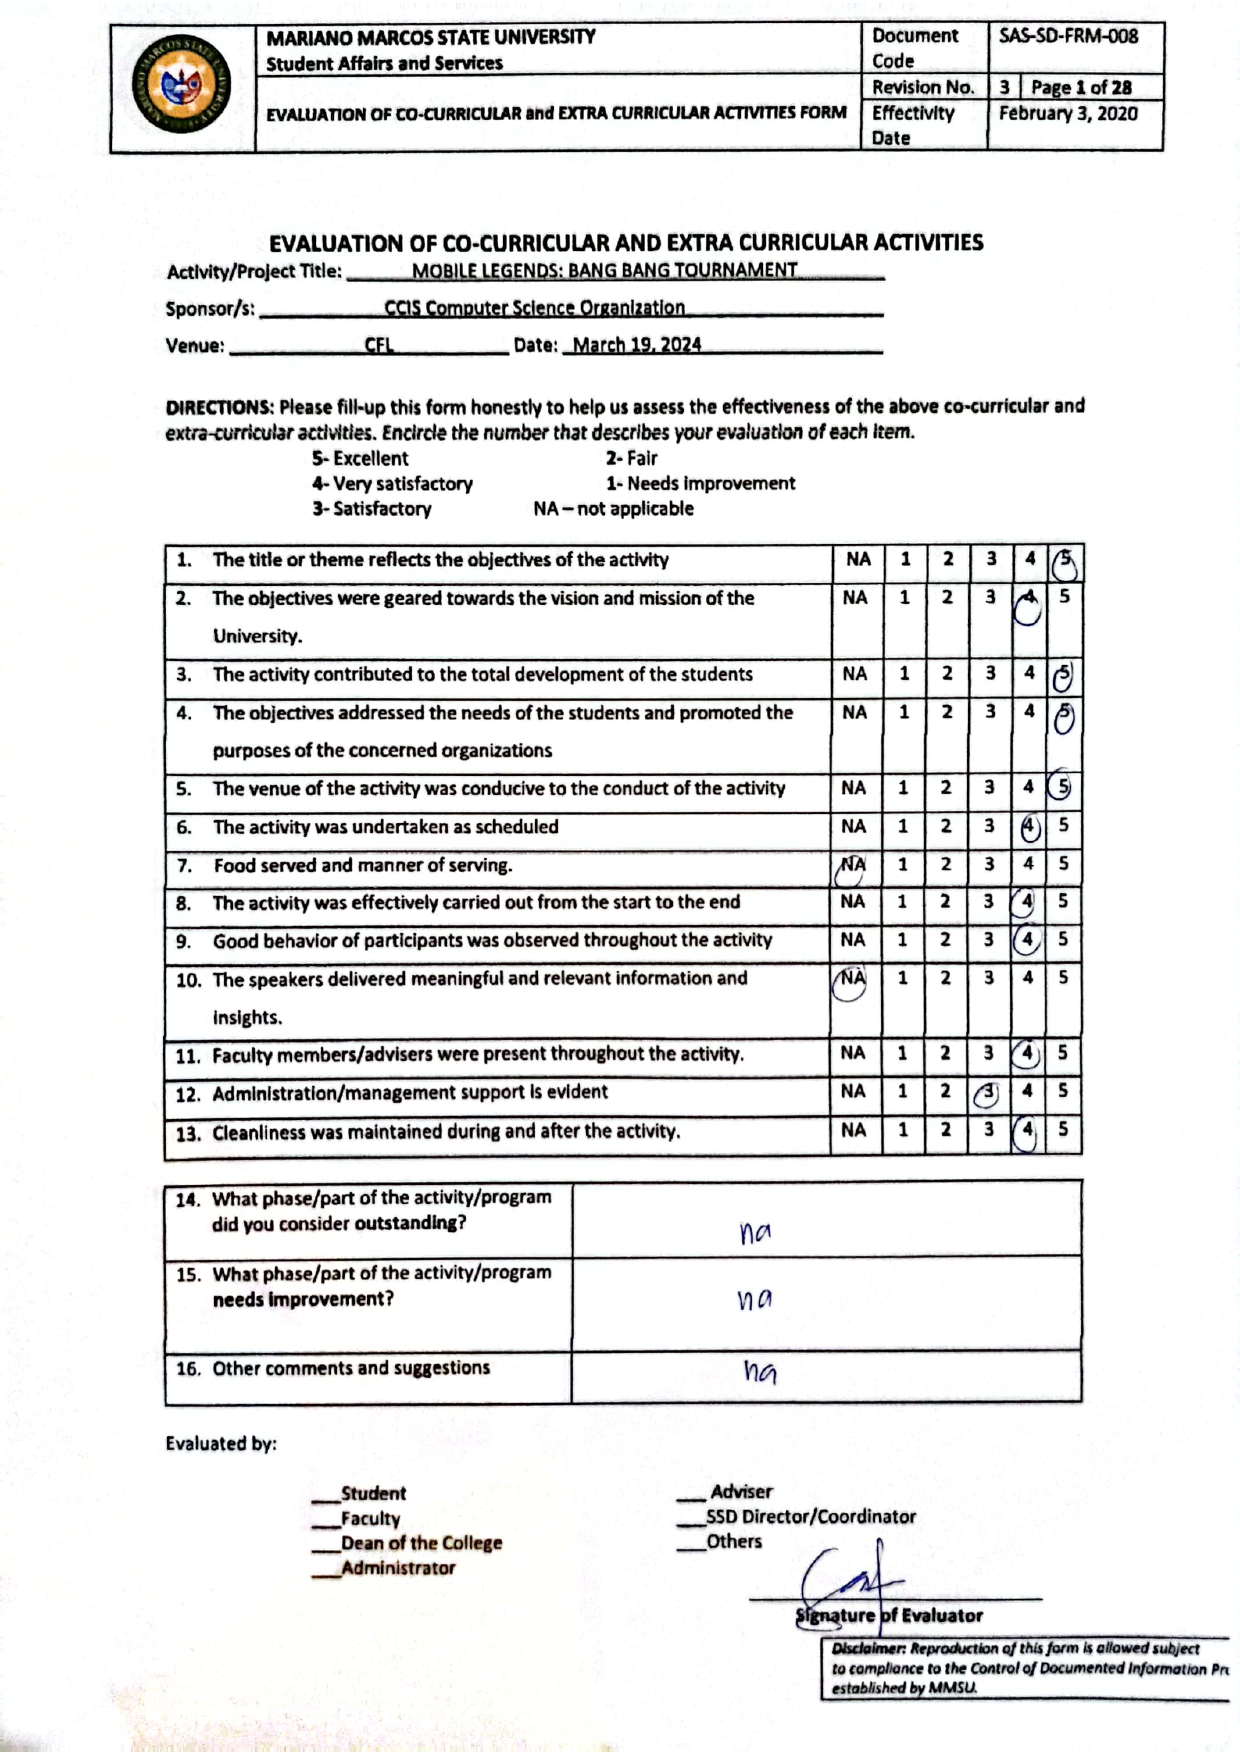 MARIANO MARCOS STATE UNIVERSITY
Student Affairs and Services
Document Code
SAS-SD-FRM-008
Revision No.
3
Page 1 of 28
EVALUATION OF CO-CURRICULAR and EXTRA CURRICULAR ACTIVITIES FORM
Effectivity Date
February 3, 2020
EVALUATION OF CO-CURRICULAR AND EXTRA CURRICULAR ACTIVITIES
Activity/Project Title: MOBILE LEGENDS: BANG BANG TOURNAMENT
Sponsor/s: CCIS Computer Science Organization
Venue: CFL Date: March 19, 2024
DIRECTIONS: Please fill-up this form honestly to help us assess the effectiveness of the above co-curricular and
extra-curricular activities. Encircle the number that describes your evaluation of each item.
5- Excellent 2- Fair
4- Very satisfactory 1- Needs improvement
3- Satisfactory NA – not applicable
1. The title or theme reflects the objectives of the activity NA 1 2 3 4 5
2. The objectives were geared towards the vision and mission of the NA 1 2 3 4 5
University.
3. The activity contributed to the total development of the students NA 1 2 3 4 5
4. The objectives addressed the needs of the students and promoted the NA 1 2 3 4 5
purposes of the concerned organizations
5. The venue of the activity was conducive to the conduct of the activity NA 1 2 3 4 5
6. The activity was undertaken as scheduled NA 1 2 3 4 5
7. Food served and manner of serving. NA 1 2 3 4 5
8. The activity was effectively carried out from the start to the end NA 1 2 3 4 5
9. Good behavior of participants was observed throughout the activity NA 1 2 3 4 5
10. The speakers delivered meaningful and relevant information and NA 1 2 3 4 5
insights.
11. Faculty members/advisers were present throughout the activity. NA 1 2 3 4 5
12. Administration/management support is evident NA 1 2 3 4 5
13. Cleanliness was maintained during and after the activity. NA 1 2 3 4 5
14. What phase/part of the activity/program
did you consider outstanding?
na
15. What phase/part of the activity/program
needs improvement?
na
16. Other comments and suggestions
na
Evaluated by:
___Student ___ Adviser
___Faculty ___SSD Director/Coordinator
___Dean of the College ___Others
___Administrator
Signature of Evaluator
Disclaimer: Reproduction of this form is allowed subject
to compliance to the Control of Documented Information
established by MMSU.